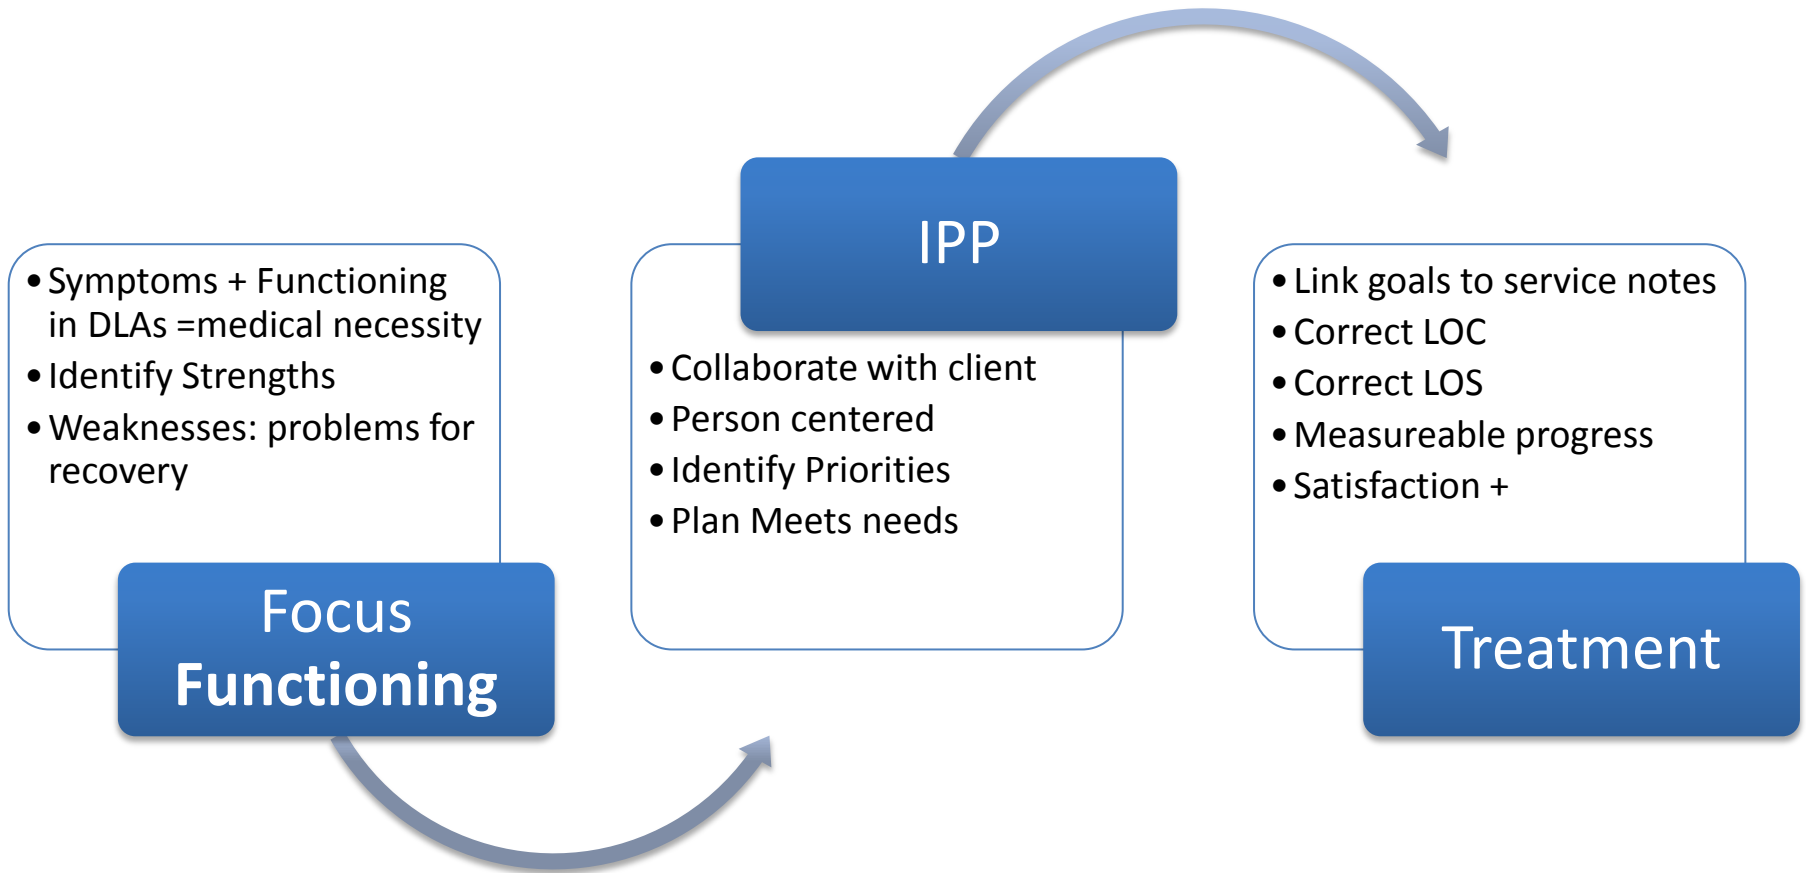 • Symptoms + Functioning
in DLAs =medical necessity
• Identify Strengths
• Weaknesses: problems for
recovery
Focus
Functioning
IPP
• Collaborate with client
• Person centered
• Identify Priorities
• Plan Meets needs
• Link goals to service notes
• Correct LOC
• Correct LOS
• Measureable progress
• Satisfaction +
Treatment